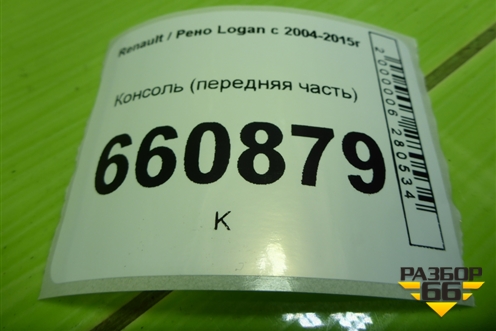 Renault / Рено Logan с 2004-2015г
Консоль (передняя часть)
660879
К
2000006280534
РАЗБОР
66